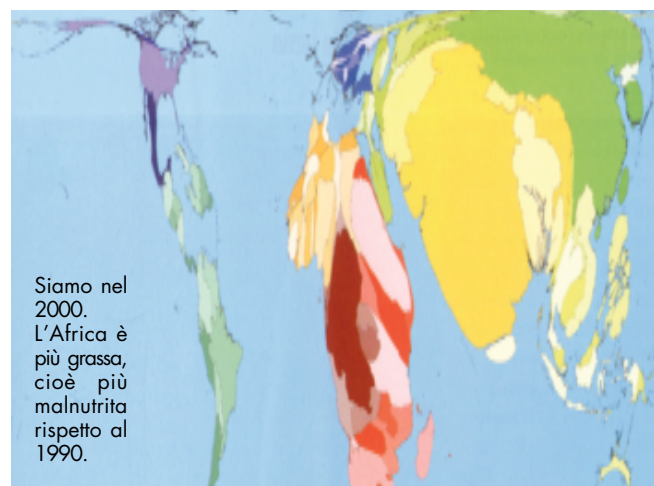 Siamo nel
2000.
L'Africa è
più grassa,
cioè più
malnutrita
rispetto al
1990.